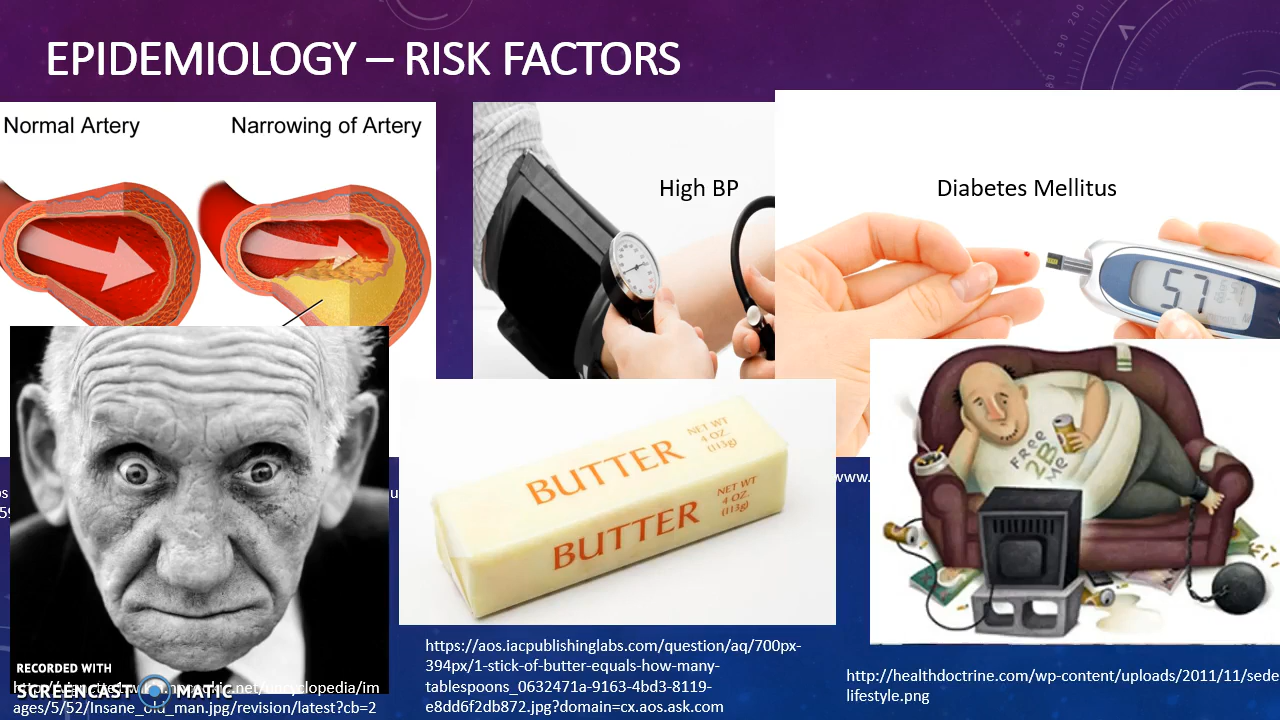 EPIDEMIOLOGY – RISK FACTORS
Normal Artery
Narrowing of Artery
High BP
Diabetes Mellitus
57
FREE
2B
ME
BUTTER
NET WT
4 OZ.
(113g)
BUTTER
NET WT
4 OZ.
(113g)
www.
https://aos.iacpublishinglabs.com/question/aq/700px-
394px/1-stick-of-butter-equals-how-many-
tablespoons_0632471a-9163-4bd3-8119-
e8dd6f2db872.jpg?domain=cx.aos.ask.com
http://healthdoctrine.com/wp-content/uploads/2011/11/sede
lifestyle.png
RECORDED WITH
SCREENCAST MATIC
ages/5/52/Insane_old_man.jpg/revision/latest?cb=2